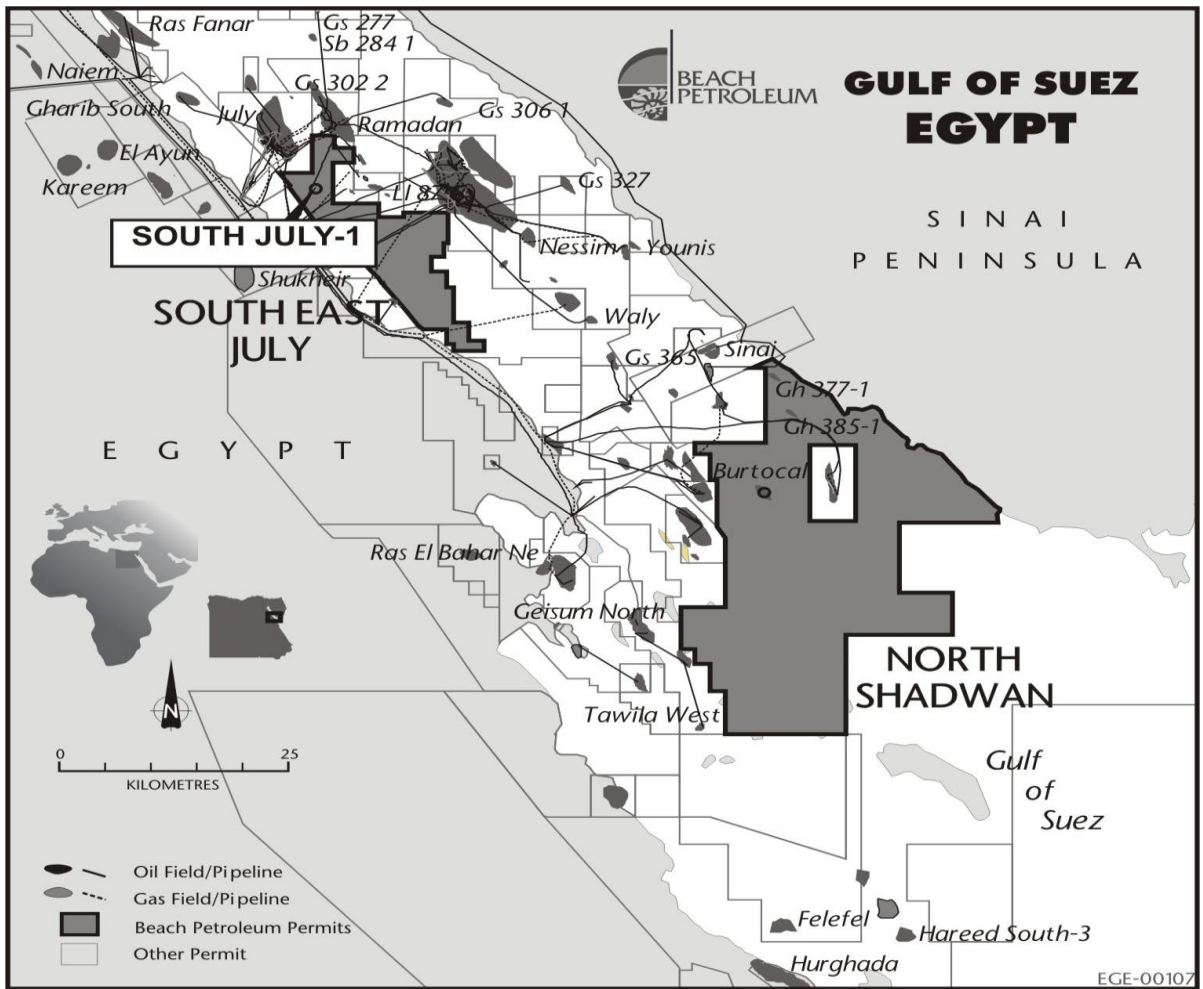 Ras Fanar
Gs 277
Sb 284 1
Naiem
Gs 302 2
Gharib South
July
Ramadan
Gs 306 1
El Ayun
Kareem
Gs 327
BEACH
PETROLEUM
GULF OF SUEZ
EGYPT
SINAI
PENINSULA
SOUTH JULY-1
Nessim
Younis
Shukheir
SOUTH EAST
JULY
Waly
Gs 365
Sinai
Gh 377-1
Gh 385-1
EGYPT
Burtocal
Ras El Bahar Ne
Geisum North
NORTH
SHADWAN
Tawila West
N
0 25
KILOMETRES
Gulf
of
Suez
Oil Field/Pipeline
Gas Field/Pipeline
Beach Petroleum Permits
Other Permit
Felefel
Hareed South-3
Hurghada
EGE-00107